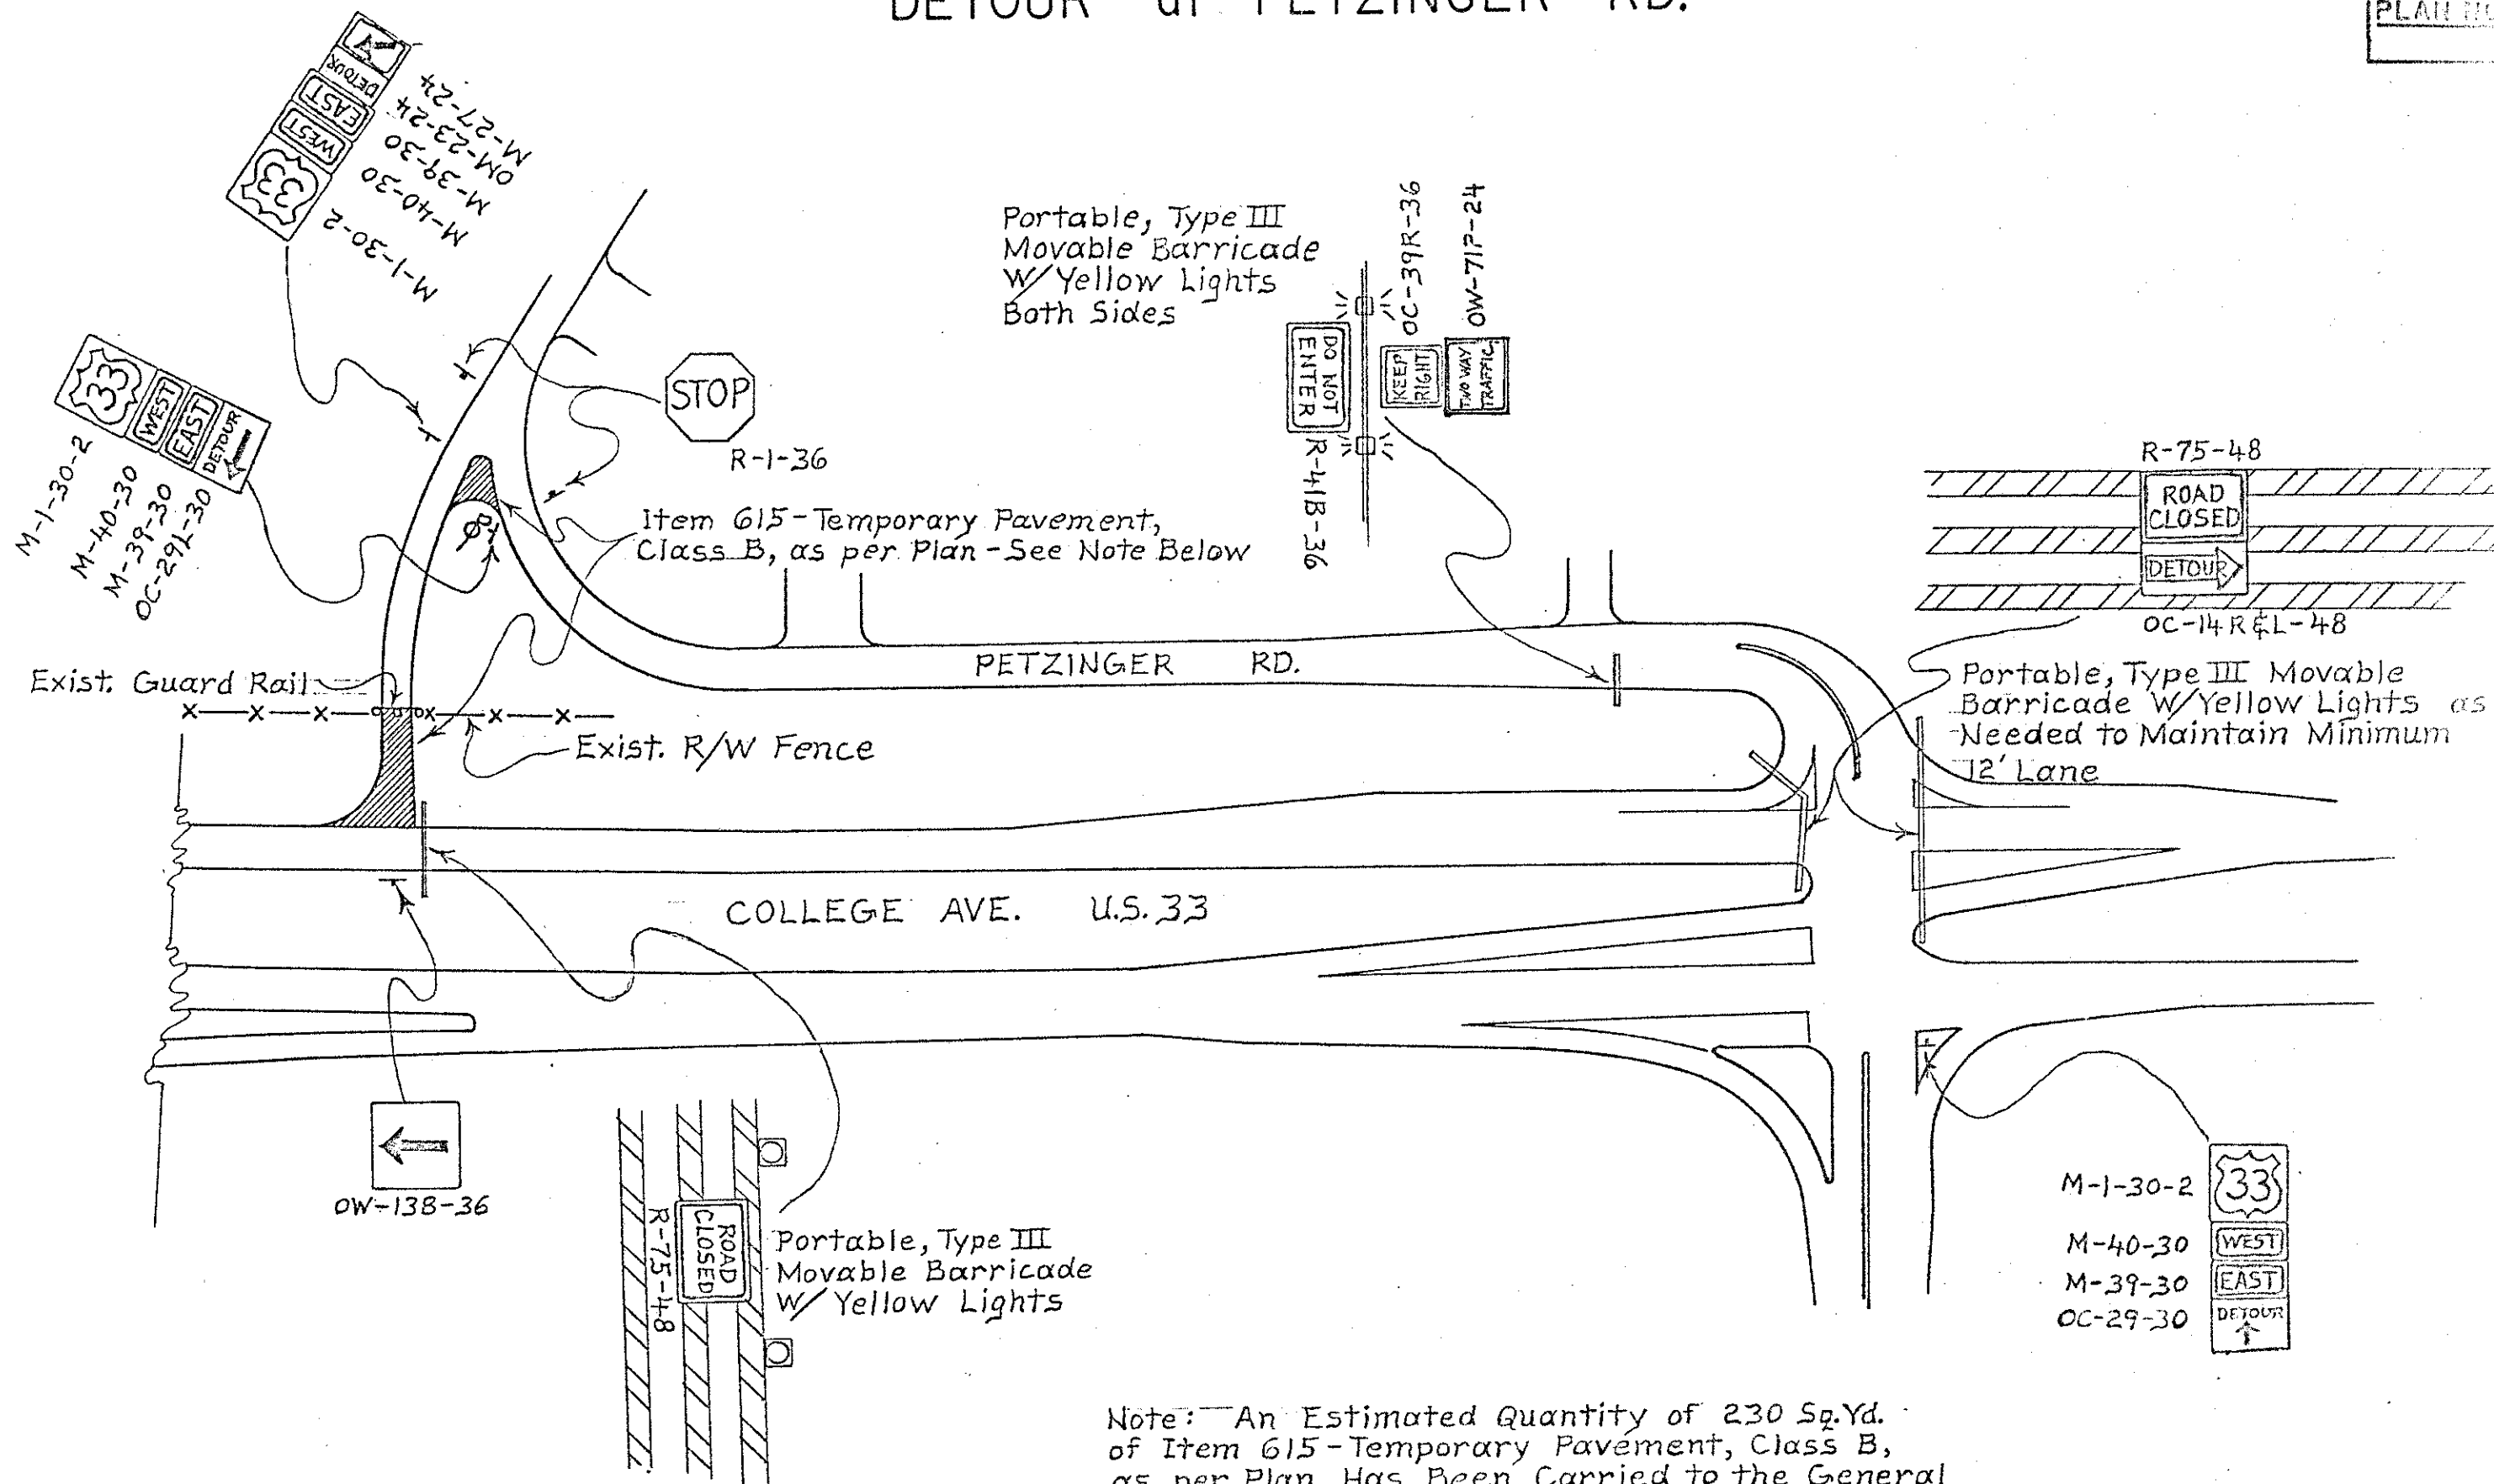 DETOUR at PETZINGER RD.
PLAN NO
DETOUR
EAST
WEST
33
M-27-24
OM-23-24
M-39-30
M-40-30
M-1-30-2
33
WEST
EAST
DETOUR
M-1-30-2
M-40-30
M-39-30
OC-29L-30
STOP
R-1-36
Portable, Type III
Movable Barricade
W/Yellow Lights
Both Sides
DO NOT
ENTER
R-41B-36
KEEP
RIGHT
OC-39R-36
TWO WAY
TRAFFIC
OW-71P-24
R-75-48
ROAD
CLOSED
DETOUR
OC-14 R&L-48
Item 615-Temporary Pavement,
Class B, as per Plan-See Note Below
PETZINGER RD.
Portable, Type III Movable
Barricade W/Yellow Lights as
Needed to Maintain Minimum
12' Lane
Exist. Guard Rail
X X X X X X
Exist. R/W Fence
COLLEGE AVE. U.S. 33
OW-138-36
ROAD
CLOSED
R-75-48
Portable, Type III
Movable Barricade
W/ Yellow Lights
M-1-30-2 33
M-40-30 WEST
M-39-30 EAST
OC-29-30 DETOUR
Note: An Estimated Quantity of 230 Sq.Yd.
of Item 615-Temporary Pavement, Class B,
as per Plan Has Been Carried to the General